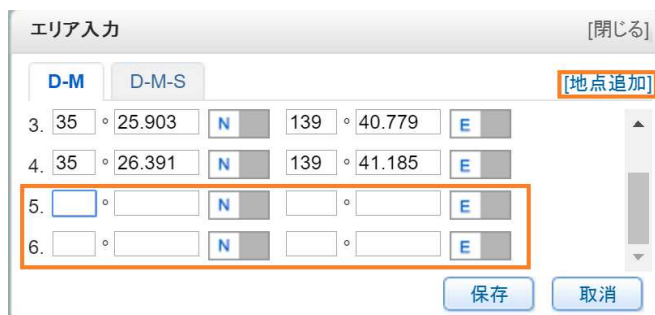 エリア入力 [閉じる]
D-M D-M-S [地点追加]
3. 35 ° 25.903 N 139 ° 40.779 E
4. 35 ° 26.391 N 139 ° 41.185 E
5. ° N ° E
6. ° N ° E
保存 取消